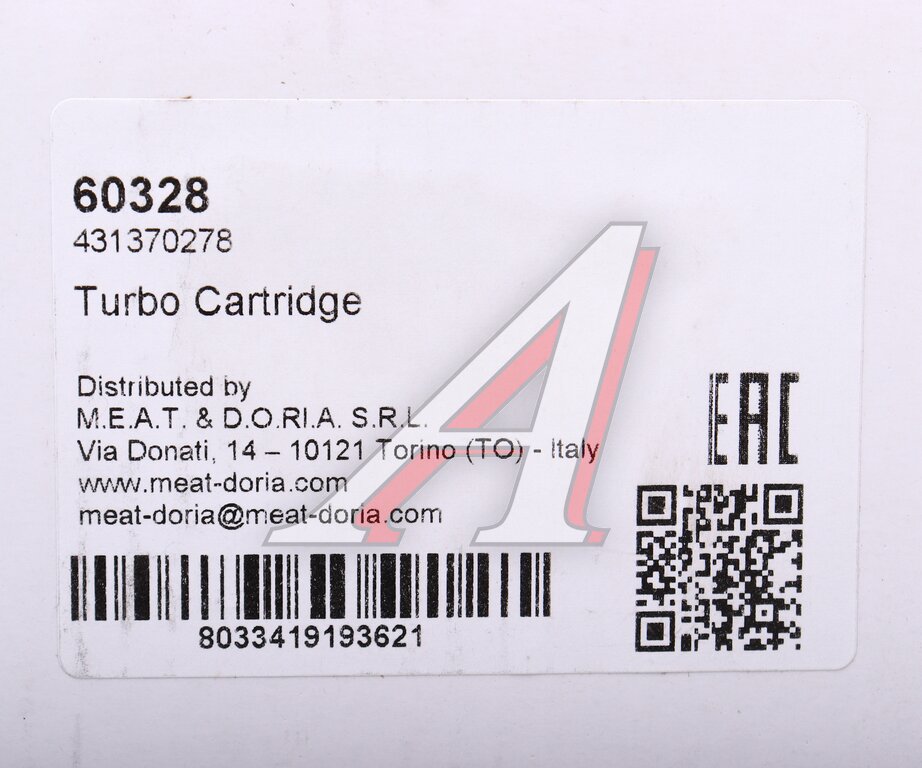 60328
431370278
Turbo Cartridge
Distributed by
M.E.A.T. & D.O.RI.A. S.R.L.
Via Donati, 14 – 10121 Torino (TO) - Italy
www.meat-doria.com
meat-doria@meat-doria.com
EAC
8033419193621